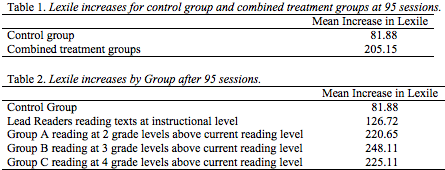 Table 1. Lexile increases for control group and combined treatment groups at 95 sessions.
Mean Increase in Lexile
Control group 81.88
Combined treatment groups 205.15
Table 2. Lexile increases by Group after 95 sessions.
Mean Increase in Lexile
Control Group 81.88
Lead Readers reading texts at instructional level 126.72
Group A reading at 2 grade levels above current reading level 220.65
Group B reading at 3 grade levels above current reading level 248.11
Group C reading at 4 grade levels above current reading level 225.11